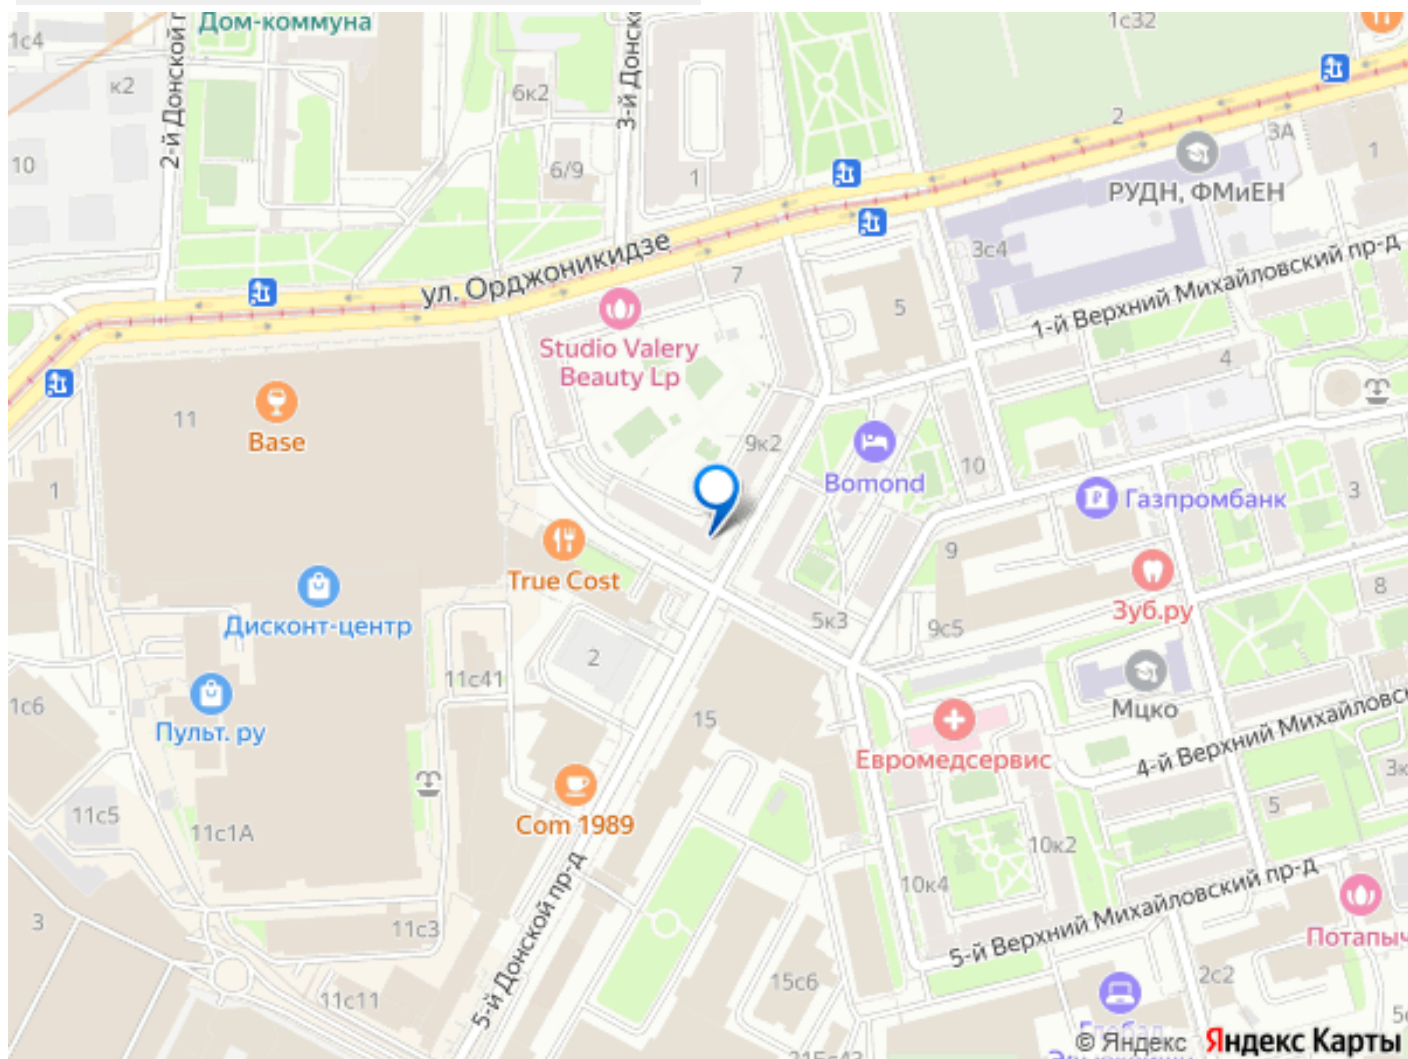 Дом-коммуна
1с4
1с32
к2
2-й Донской п
3-й Донско
6к2
10
6/9
1
2
3А
1
РУДН, ФМиЕН
ул. Орджоникидзе
7
3с4
5
1-й Верхний Михайловский пр-д
Studio Valery
Beauty Lp
4
11
Base
9к2
Bomond
10
Газпромбанк
3
1
True Cost
9
Зуб.ру
8
Дисконт-центр
5к3
9с5
2
11с41
Мцко
1с6
Пульт. ру
15
Евромедсервис
4-й Верхний Михайловс
3к
11с5
11с1А
Com 1989
5
10к2
10к4
5-й Верхний Михайловский пр-д
3
11с3
5-й Донской пр-д
Потапыч
15с6
2с2
11с11
5с
© Яндекс Яндекс Карты